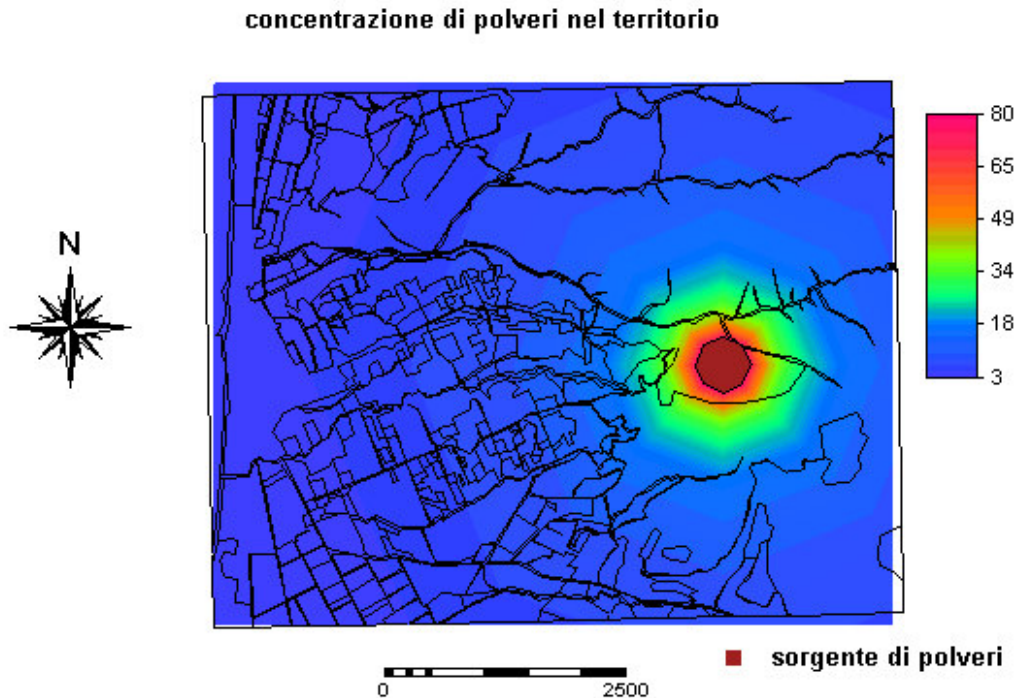 concentrazione di polveri nel territorio
N
80
65
49
34
18
3
0 2500
sorgente di polveri